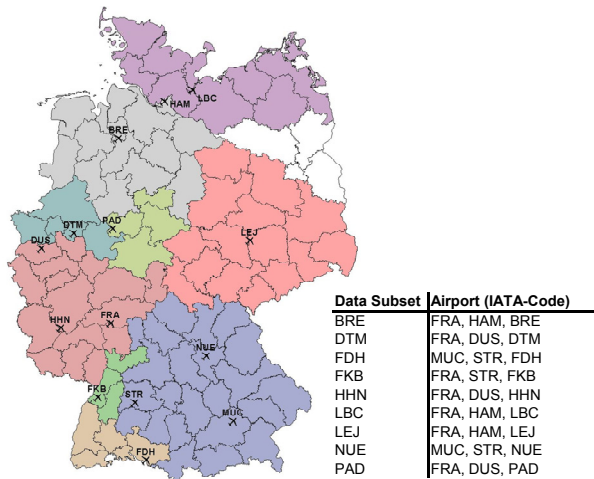 HAM
LBC
BRE
PAD
DTM
DUS
LEJ
HHN
FRA
NUE
FKB
STR
MUC
FDH
Data Subset Airport (IATA-Code)
BRE FRA, HAM, BRE
DTM FRA, DUS, DTM
FDH MUC, STR, FDH
FKB FRA, STR, FKB
HHN FRA, DUS, HHN
LBC FRA, HAM, LBC
LEJ FRA, HAM, LEJ
NUE MUC, STR, NUE
PAD FRA, DUS, PAD